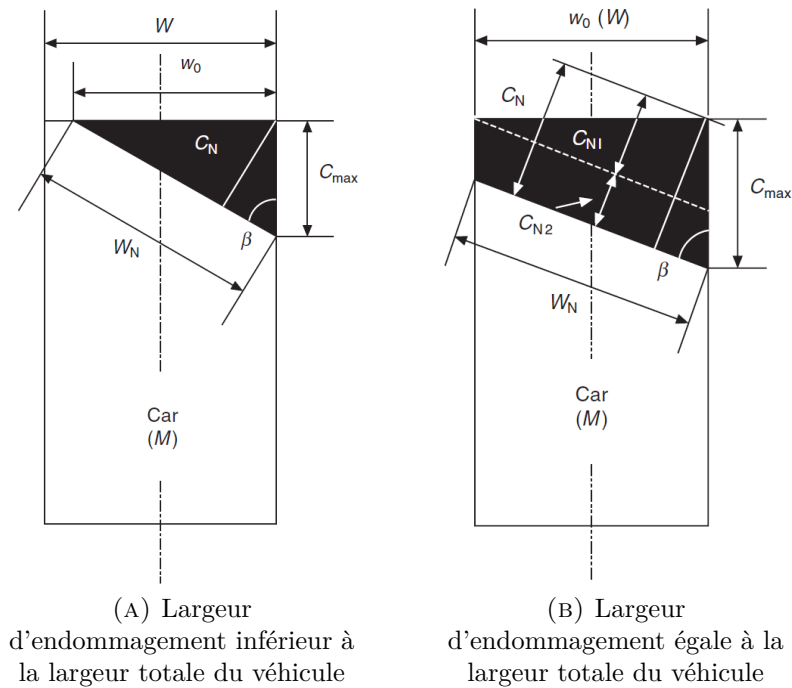 W
w0
CN
Cmax
β
WN
Car
(M)
(A) Largeur
d'endommagement inférieur à
la largeur totale du véhicule
w0 (W)
CN
CNI
Cmax
CN2
β
WN
Car
(M)
(B) Largeur
d'endommagement égale à la
largeur totale du véhicule